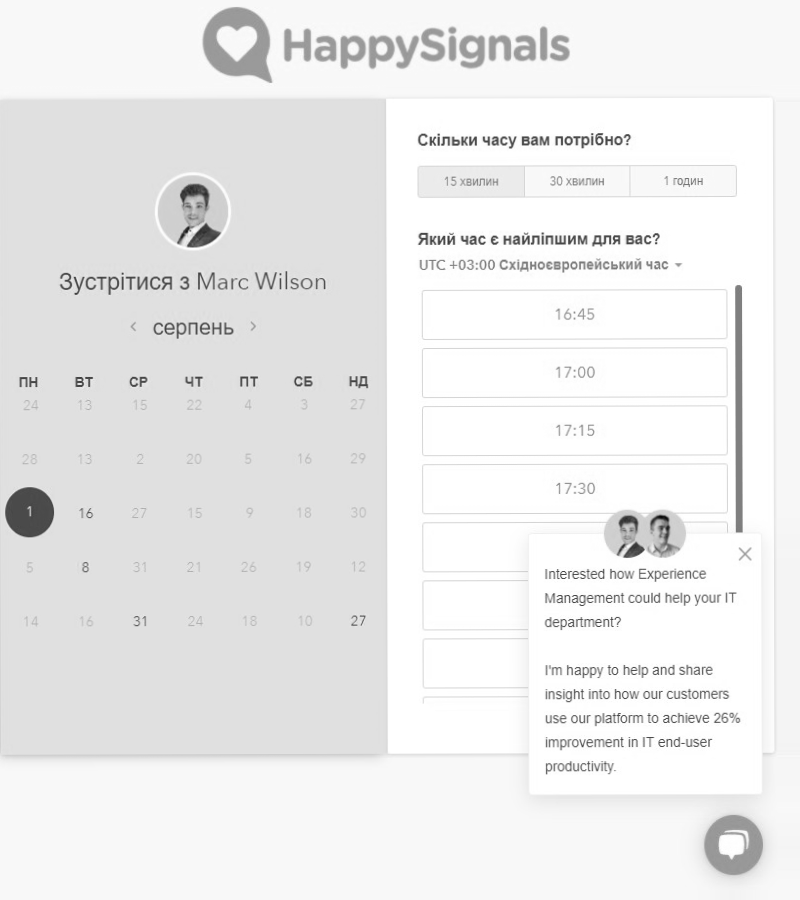 HappySignals
Зустрітися з Marc Wilson
серпень
ПН ВТ СР ЧТ ПТ СБ НД
24 13 15 22 4 3 27
28 13 2 20 5 16 29
1 16 27 15 9 18 30
5 8 31 21 26 19 12
14 16 31 24 18 10 27
Скільки часу вам потрібно?
15 хвилин 30 хвилин 1 годин
Який час є найліпшим для вас?
UTC +03:00 Східноєвропейський час
16:45
17:00
17:15
17:30
Interested how Experience
Management could help your IT
department?
I'm happy to help and share
insight into how our customers
use our platform to achieve 26%
improvement in IT end-user
productivity.